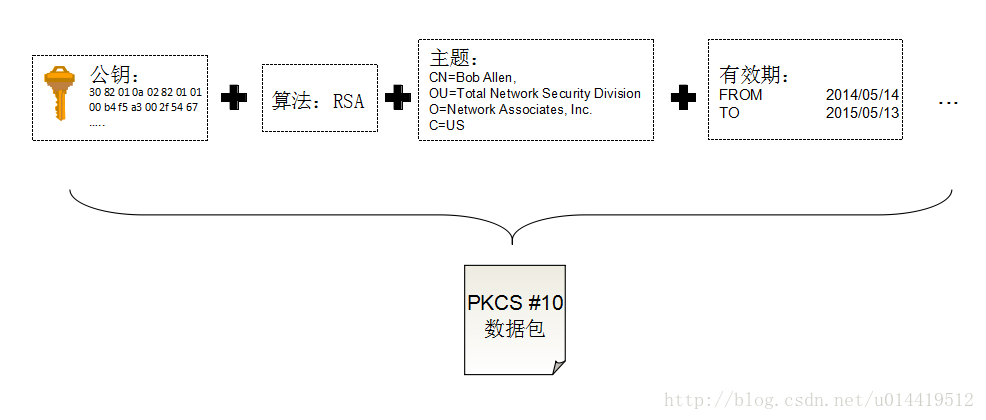 公钥：
30 82 01 0a 02 82 01 01
00 b4 f5 a3 00 2f 54 67
.....
算法：RSA
主题：
CN=Bob Allen,
OU=Total Network Security Division
O=Network Associates, Inc.
C=US
有效期：
FROM 2014/05/14
TO 2015/05/13
...
PKCS #10
数据包
http://blog.csdn.net/u014419512